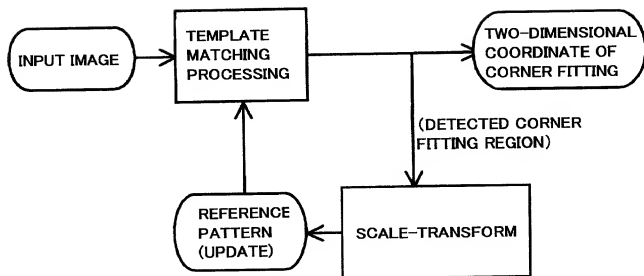 INPUT IMAGE
TEMPLATE
MATCHING
PROCESSING
TWO-DIMENSIONAL
COORDINATE OF
CORNER FITTING
(DETECTED CORNER
FITTING REGION)
REFERENCE
PATTERN
(UPDATE)
SCALE-TRANSFORM